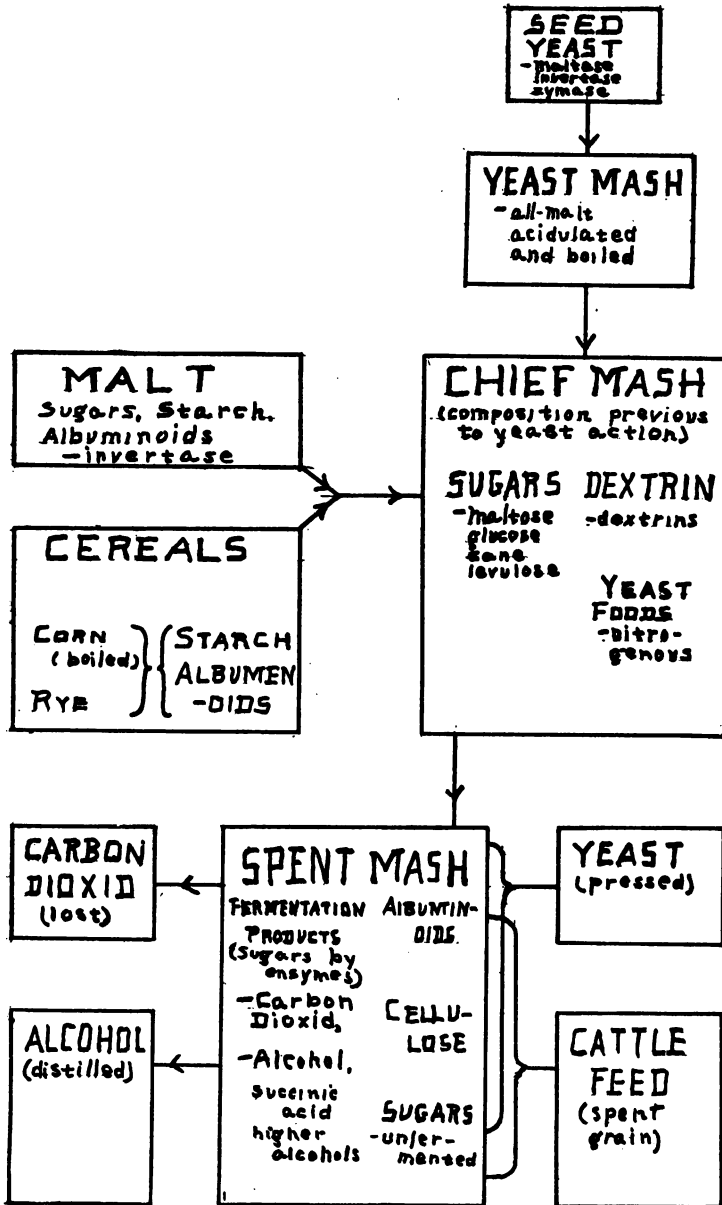 SEED
YEAST
-maltase
invertase
zymase
YEAST MASH
-all-malt
acidulated
and boiled
MALT
Sugars, Starch,
Albuminoids
-invertase
CEREALS
CORN
(boiled)
RYE
STARCH
ALBUMEN
-OIDS
CHIEF MASH
(composition previous
to yeast action)
SUGARS
-maltose
glucose
cane
levulose
DEXTRIN
-dextrins
YEAST
FOODS
-nitro-
genous
CARBON
DIOXID
(lost)
ALCOHOL
(distilled)
SPENT MASH
FERMENTATION
PRODUCTS
(Sugars by
enzymes)
-Carbon
Dioxid,
-Alcohol,
succinic
acid
higher
alcohols
ALBUMIN-
OIDS.
CELLU-
LOSE
SUGARS
-unfer-
mented
YEAST
(pressed)
CATTLE
FEED
(spent
grain)